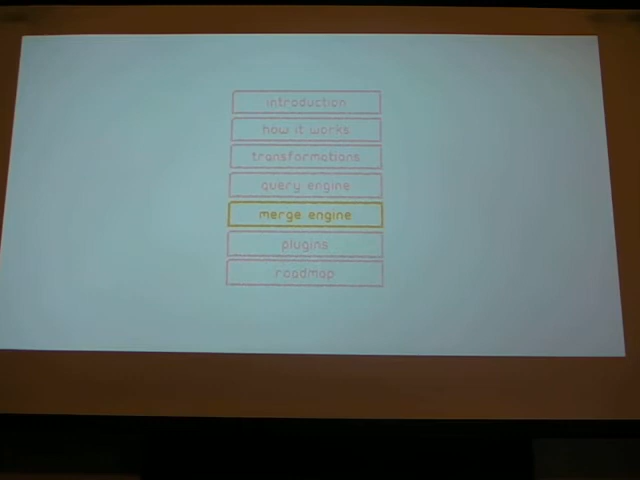 introduction
how it works
transformations
query engine
merge engine
plugins
roadmap